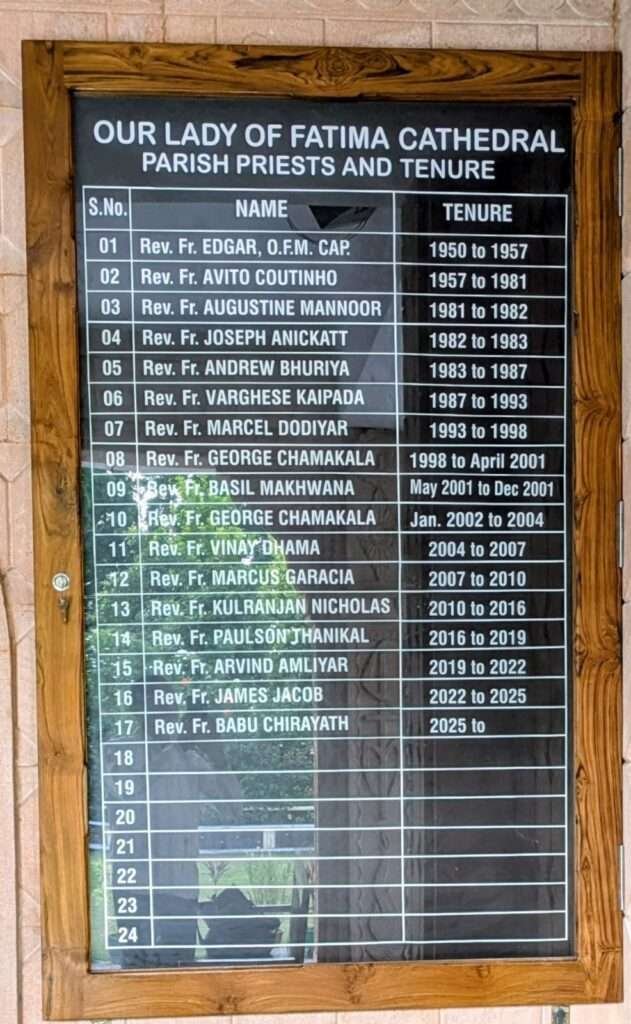 OUR LADY OF FATIMA CATHEDRAL
PARISH PRIESTS AND TENURE
S.No. NAME TENURE
01 Rev. Fr. EDGAR, O.F.M. CAP. 1950 to 1957
02 Rev. Fr. AVITO COUTINHO 1957 to 1981
03 Rev. Fr. AUGUSTINE MANNOOR 1981 to 1982
04 Rev. Fr. JOSEPH ANICKATT 1982 to 1983
05 Rev. Fr. ANDREW BHURIYA 1983 to 1987
06 Rev. Fr. VARGHESE KAIPADA 1987 to 1993
07 Rev. Fr. MARCEL DODIYAR 1993 to 1998
08 Rev. Fr. GEORGE CHAMAKALA 1998 to April 2001
09 Rev. Fr. BASIL MAKHWANA May 2001 to Dec 2001
10 Rev. Fr. GEORGE CHAMAKALA Jan. 2002 to 2004
11 Rev. Fr. VINAY DHAMA 2004 to 2007
12 Rev. Fr. MARCUS GARACIA 2007 to 2010
13 Rev. Fr. KULRANJAN NICHOLAS 2010 to 2016
14 Rev. Fr. PAULSON THANIKAL 2016 to 2019
15 Rev. Fr. ARVIND AMLIYAR 2019 to 2022
16 Rev. Fr. JAMES JACOB 2022 to 2025
17 Rev. Fr. BABU CHIRAYATH 2025 to
18
19
20
21
22
23
24